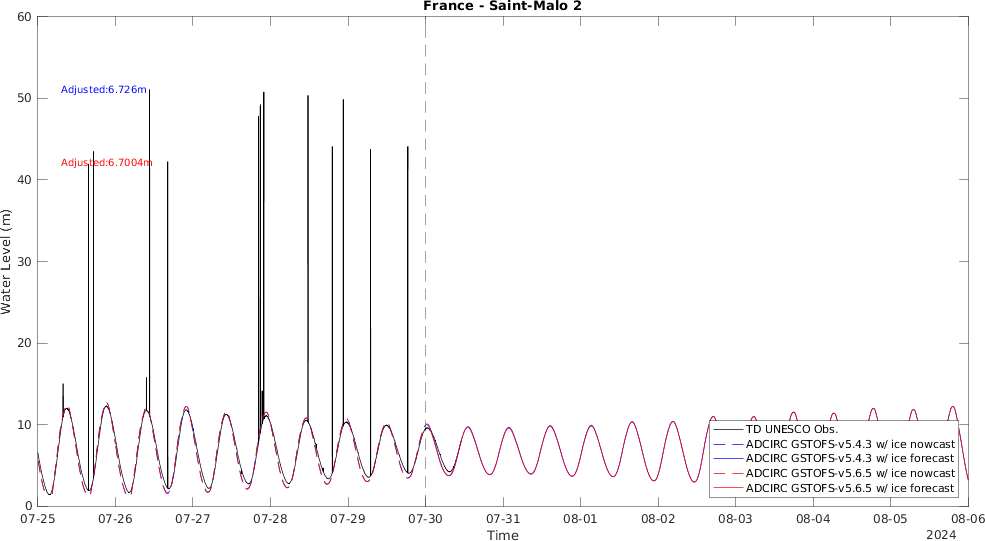 France - Saint-Malo 2
60
50
40
30
20
10
0
Water Level (m)
Adjusted:6.726m
Adjusted:6.7004m
TD UNESCO Obs.
ADCIRC GSTOFS-v5.4.3 w/ ice nowcast
ADCIRC GSTOFS-v5.4.3 w/ ice forecast
ADCIRC GSTOFS-v5.6.5 w/ ice nowcast
ADCIRC GSTOFS-v5.6.5 w/ ice forecast
07-25 07-26 07-27 07-28 07-29 07-30 07-31 08-01 08-02 08-03 08-04 08-05 08-06
Time
2024